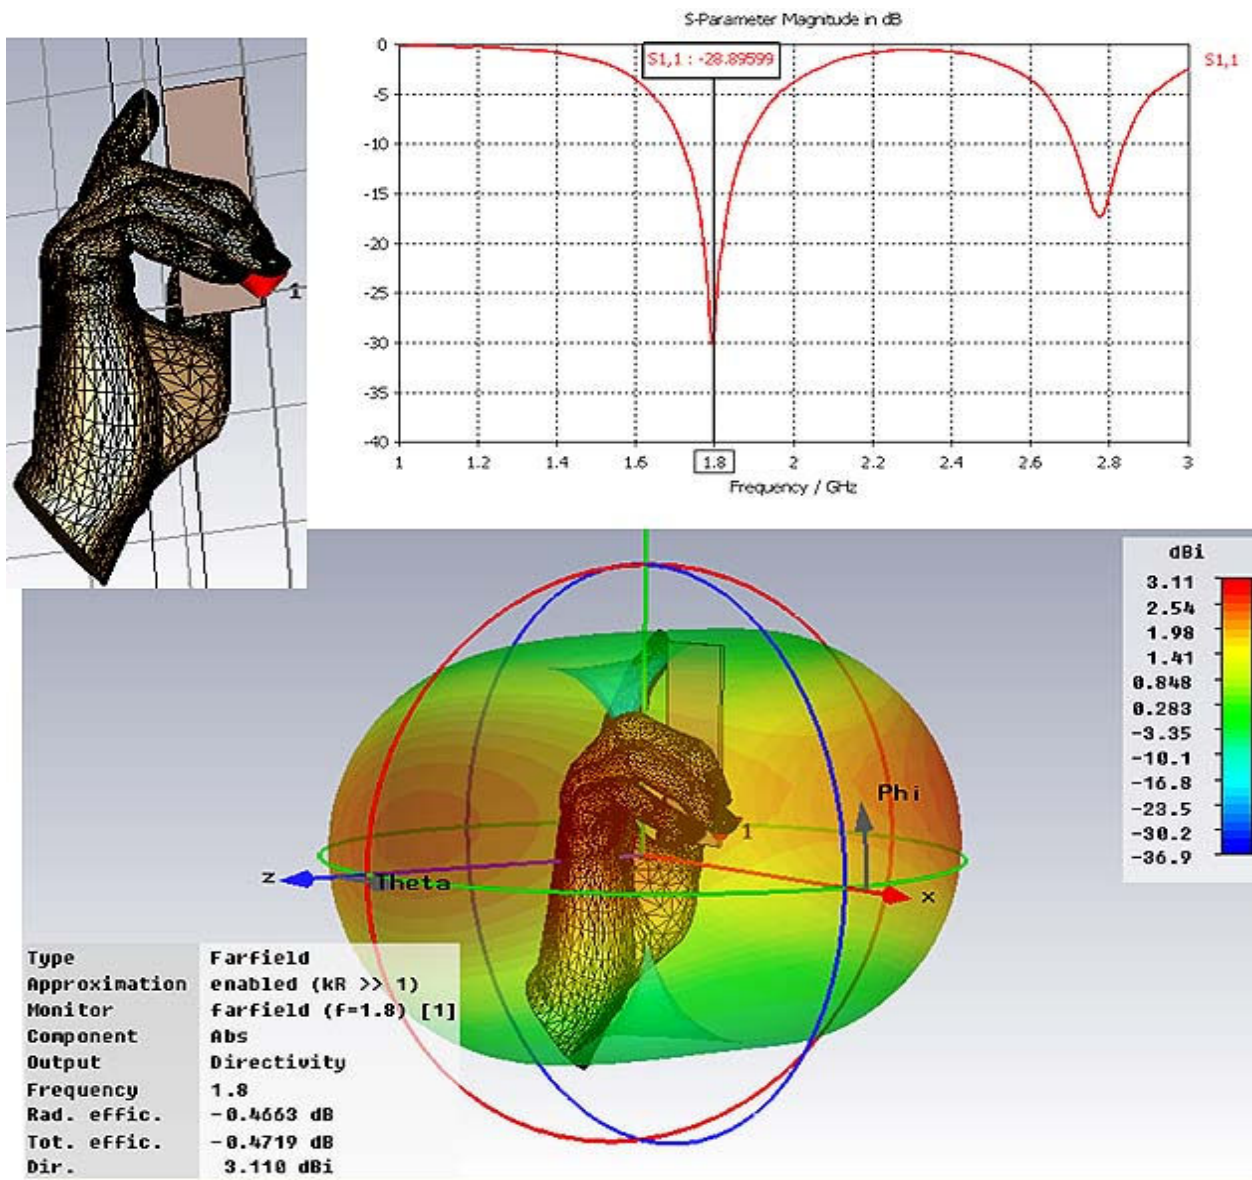 S-Parameter Magnitude in dB
S1,1 : -28.89599
S1,1
0
-5
-10
-15
-20
-25
-30
-35
-40
1 1.2 1.4 1.6 1.8 2 2.2 2.4 2.6 2.8 3
Frequency / GHz
1
dBi
3.11
2.54
1.98
1.41
0.848
0.283
-3.35
-10.1
-16.8
-23.5
-30.2
-36.9
Phi
1
z
Theta
x
Type Farfield
Approximation enabled (kR >> 1)
Monitor farfield (f=1.8) [1]
Component Abs
Output Directivity
Frequency 1.8
Rad. effic. -0.4663 dB
Tot. effic. -0.4719 dB
Dir. 3.110 dBi